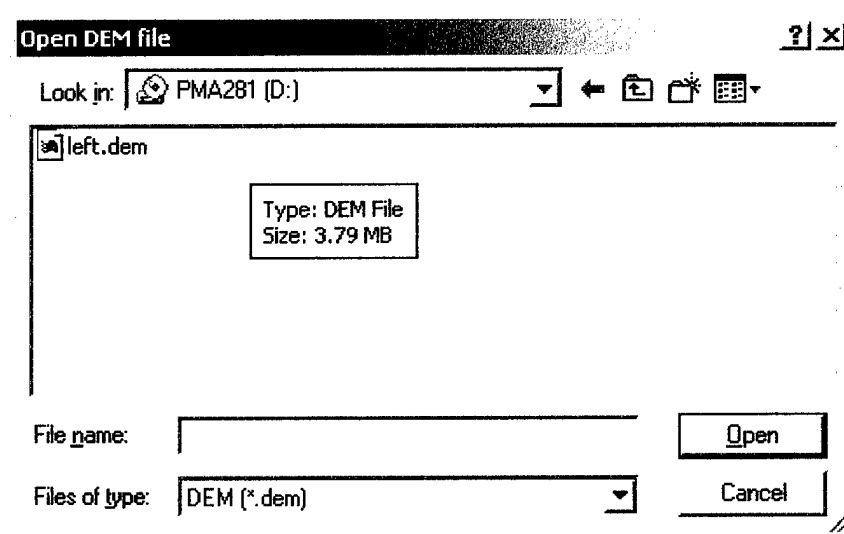 Open DEM file
Look in: PMA281 (D:)
left.dem
Type: DEM File
Size: 3.79 MB
File name:
Open
Files of type: DEM (*.dem)
Cancel